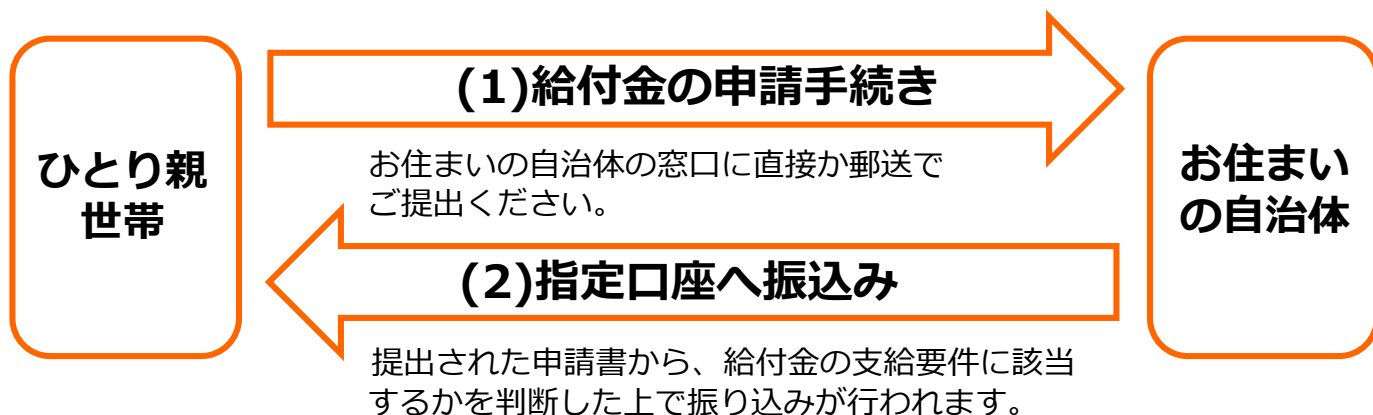 ひとり親
世帯
(1)給付金の申請手続き
お住まいの自治体の窓口に直接か郵送で
ご提出ください。
(2)指定口座へ振込み
提出された申請書から、給付金の支給要件に該当
するかを判断した上で振り込みが行われます。
お住まい
の自治体